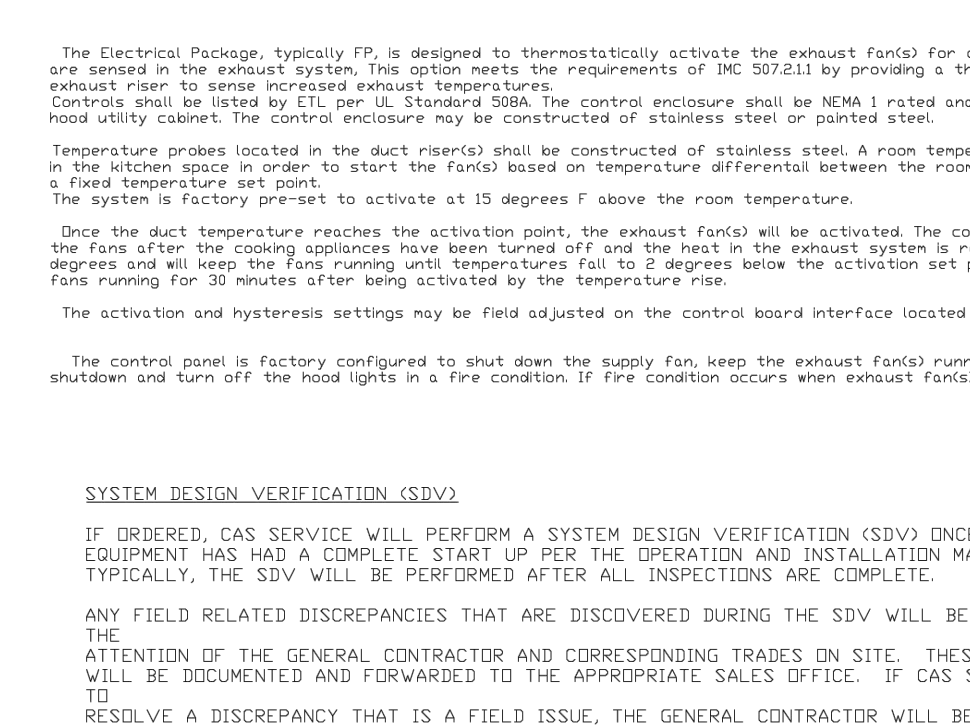 The Electrical Package, typically FP, is designed to thermostatically activate the exhaust fan(s) for
are sensed in the exhaust system, This option meets the requirements of IMC 507.2.1.1 by providing a th
exhaust riser to sense increased exhaust temperatures.
Controls shall be listed by ETL per UL Standard 508A. The control enclosure shall be NEMA 1 rated and
hood utility cabinet. The control enclosure may be constructed of stainless steel or painted steel.
Temperature probes located in the duct riser(s) shall be constructed of stainless steel. A room tempe
in the kitchen space in order to start the fan(s) based on temperature differentail between the room
a fixed temperature set point.
The system is factory pre-set to activate at 15 degrees F above the room temperature.
Once the duct temperature reaches the activation point, the exhaust fan(s) will be activated. The co
the fans after the cooking appliances have been turned off and the heat in the exhaust system is r
degrees and will keep the fans running until temperatures fall to 2 degrees below the activation set p
fans running for 30 minutes after being activated by the temperature rise.
The activation and hysteresis settings may be field adjusted on the control board interface located
The control panel is factory configured to shut down the supply fan, keep the exhaust fan(s) runn
shutdown and turn off the hood lights in a fire condition. If fire condition occurs when exhaust fan(s)
SYSTEM DESIGN VERIFICATION (SDV)
IF ORDERED, CAS SERVICE WILL PERFORM A SYSTEM DESIGN VERIFICATION (SDV) ONCE
EQUIPMENT HAS HAD A COMPLETE START UP PER THE OPERATION AND INSTALLATION MA
TYPICALLY, THE SDV WILL BE PERFORMED AFTER ALL INSPECTIONS ARE COMPLETE.
ANY FIELD RELATED DISCREPANCIES THAT ARE DISCOVERED DURING THE SDV WILL BE
THE
ATTENTION OF THE GENERAL CONTRACTOR AND CORRESPONDING TRADES ON SITE. THES
WILL BE DOCUMENTED AND FORWARDED TO THE APPROPRIATE SALES OFFICE. IF CAS S
TO
RESOLVE A DISCREPANCY THAT IS A FIELD ISSUE, THE GENERAL CONTRACTOR WILL BE